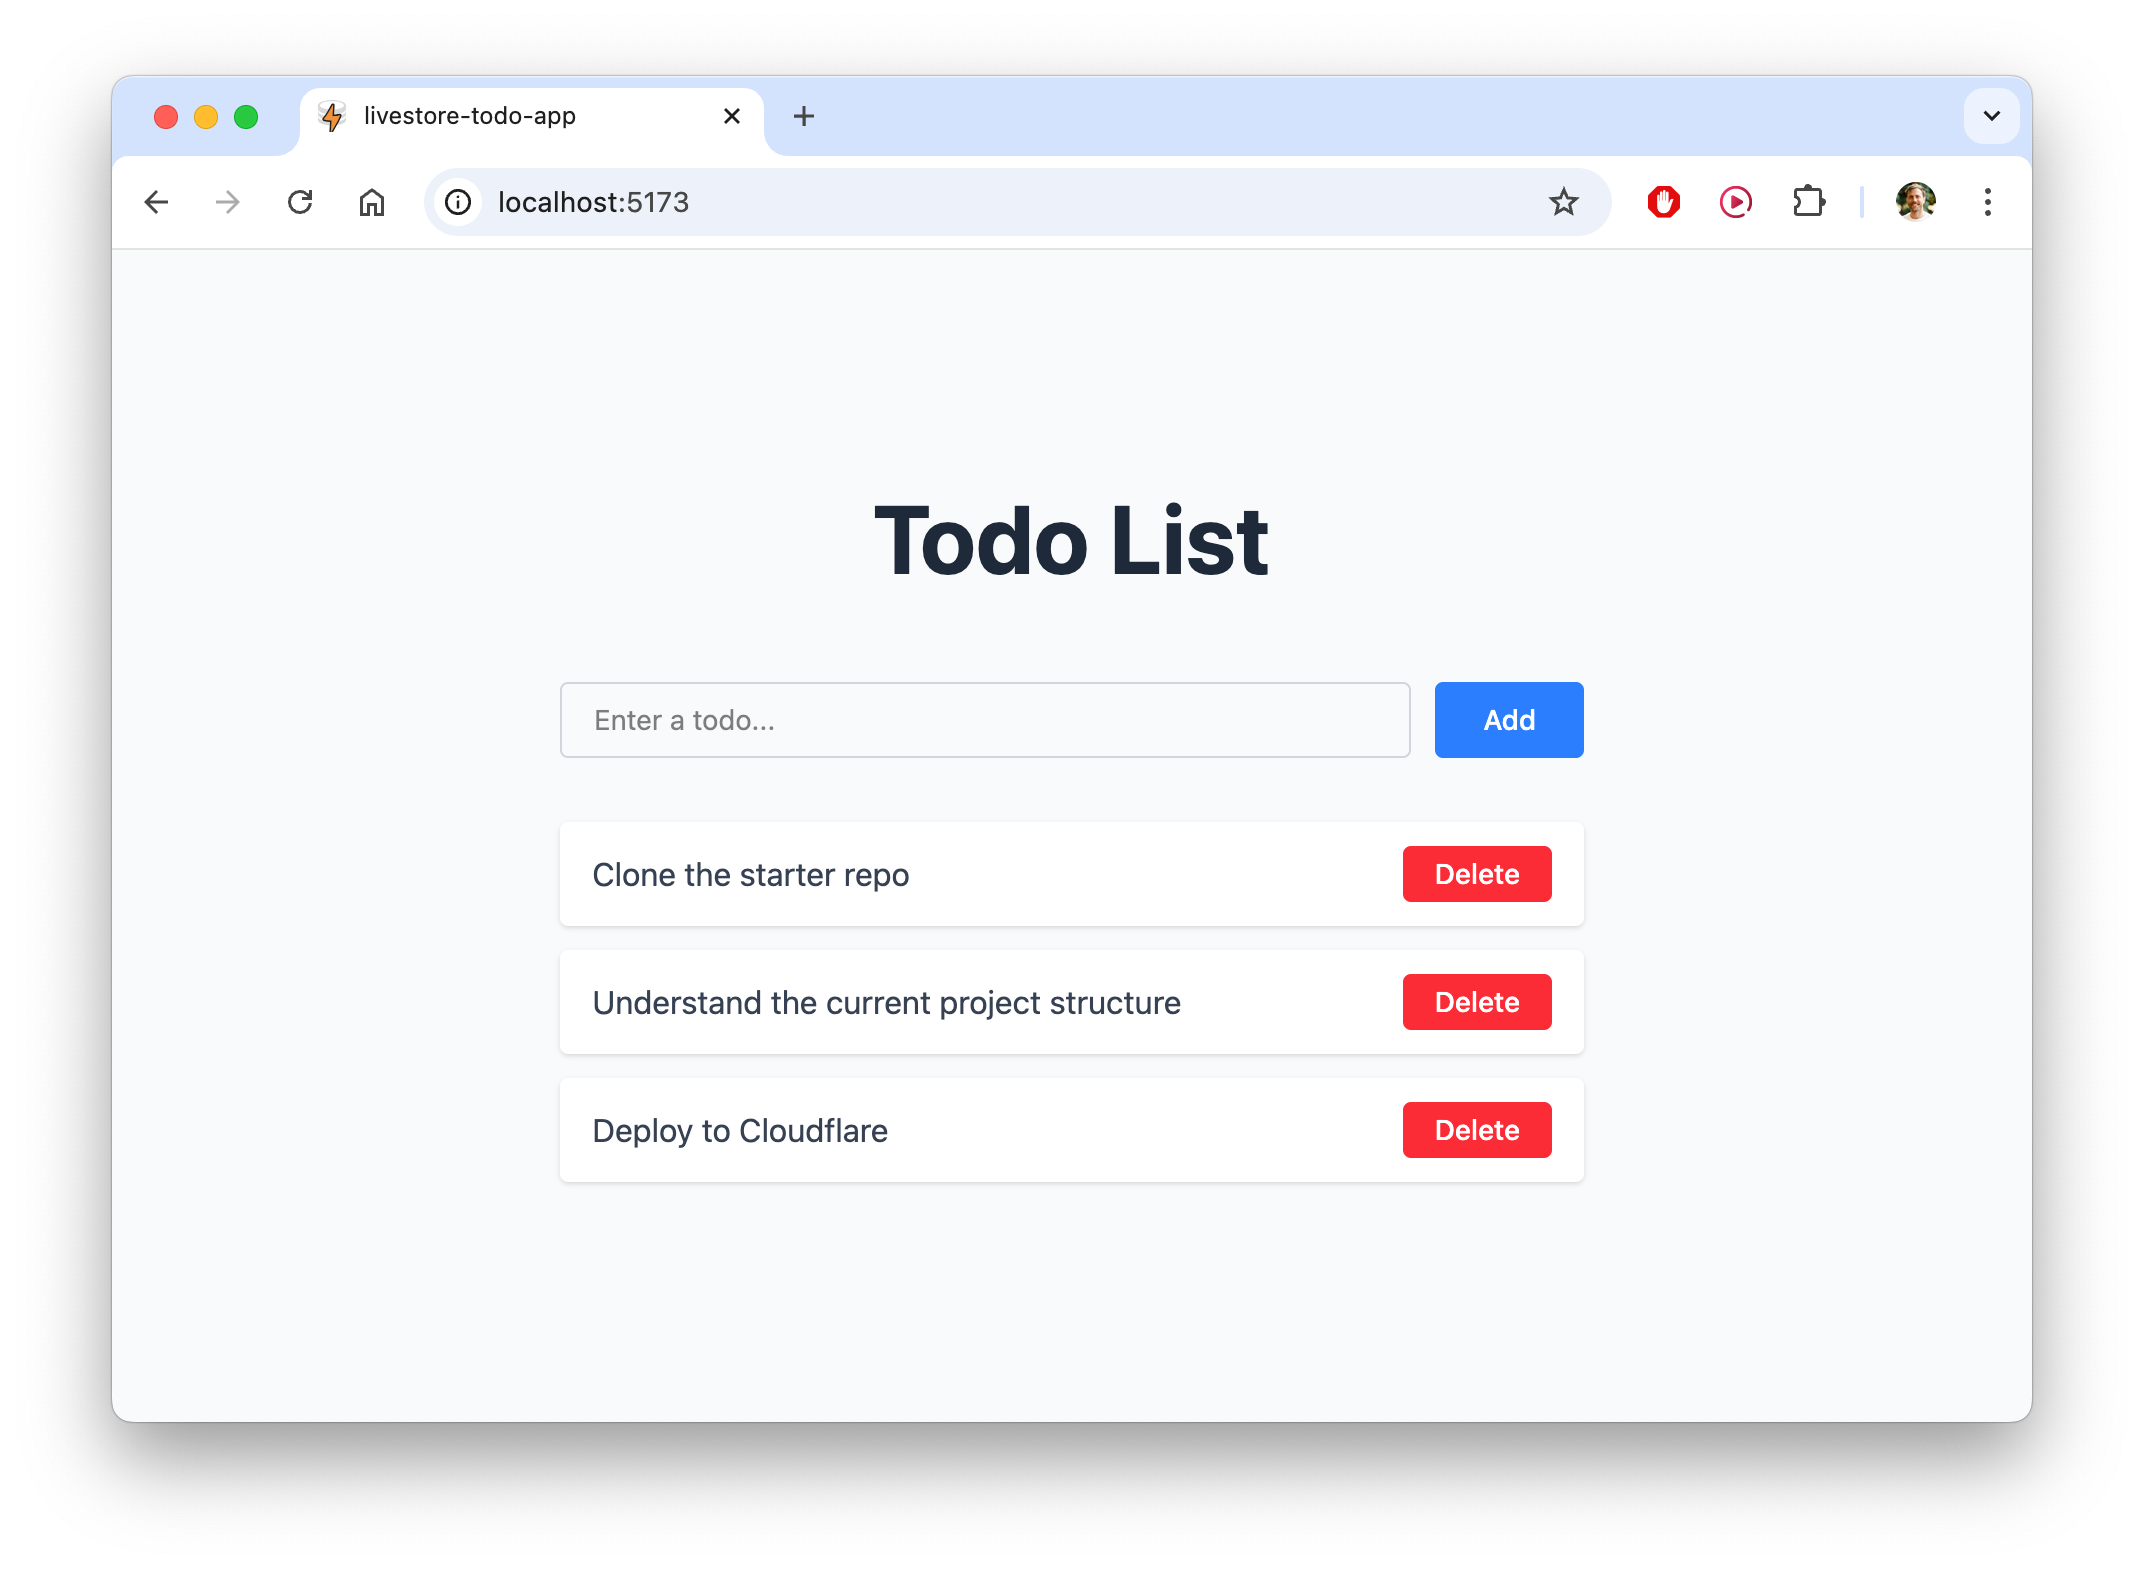 livestore-todo-app
localhost:5173
Todo List
Enter a todo...
Add
Clone the starter repo
Delete
Understand the current project structure
Delete
Deploy to Cloudflare
Delete